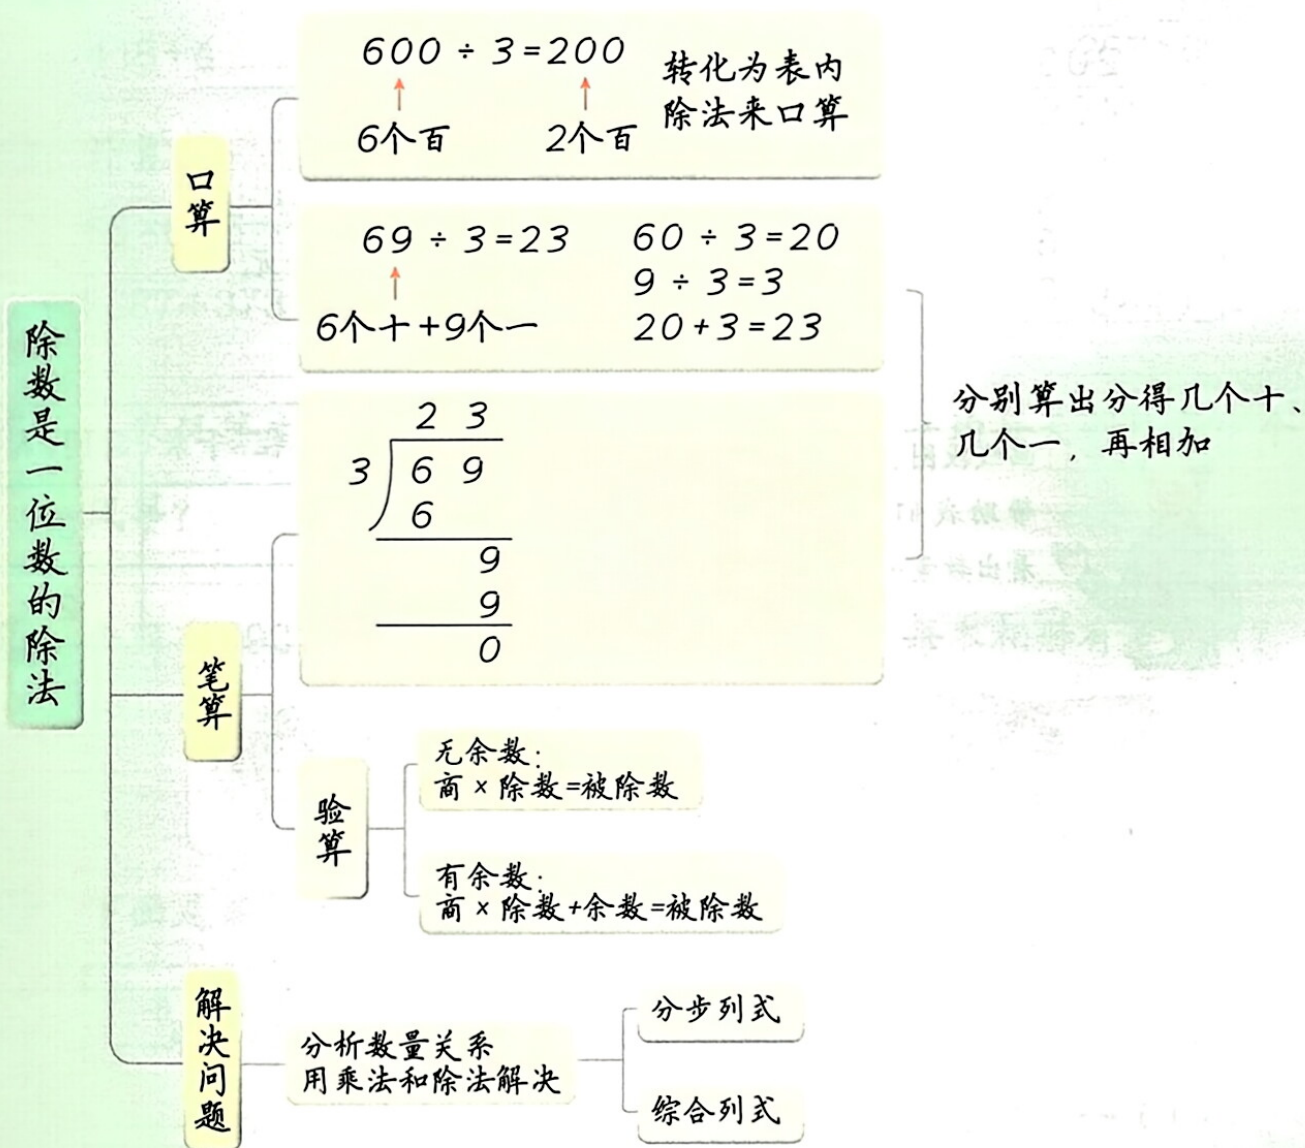 除数是一位数的除法
口算
600 ÷ 3=200
6个百 2个百
转化为表内
除法来口算
69 ÷ 3=23
6个十+9个一
60 ÷ 3=20
9 ÷ 3=3
20+3=23
分别算出分得几个十、
几个一，再相加
笔算
2 3
3 6 9
6
9
9
0
验算
无余数：
商×除数=被除数
有余数：
商×除数+余数=被除数
解决问题
分析数量关系
用乘法和除法解决
分步列式
综合列式